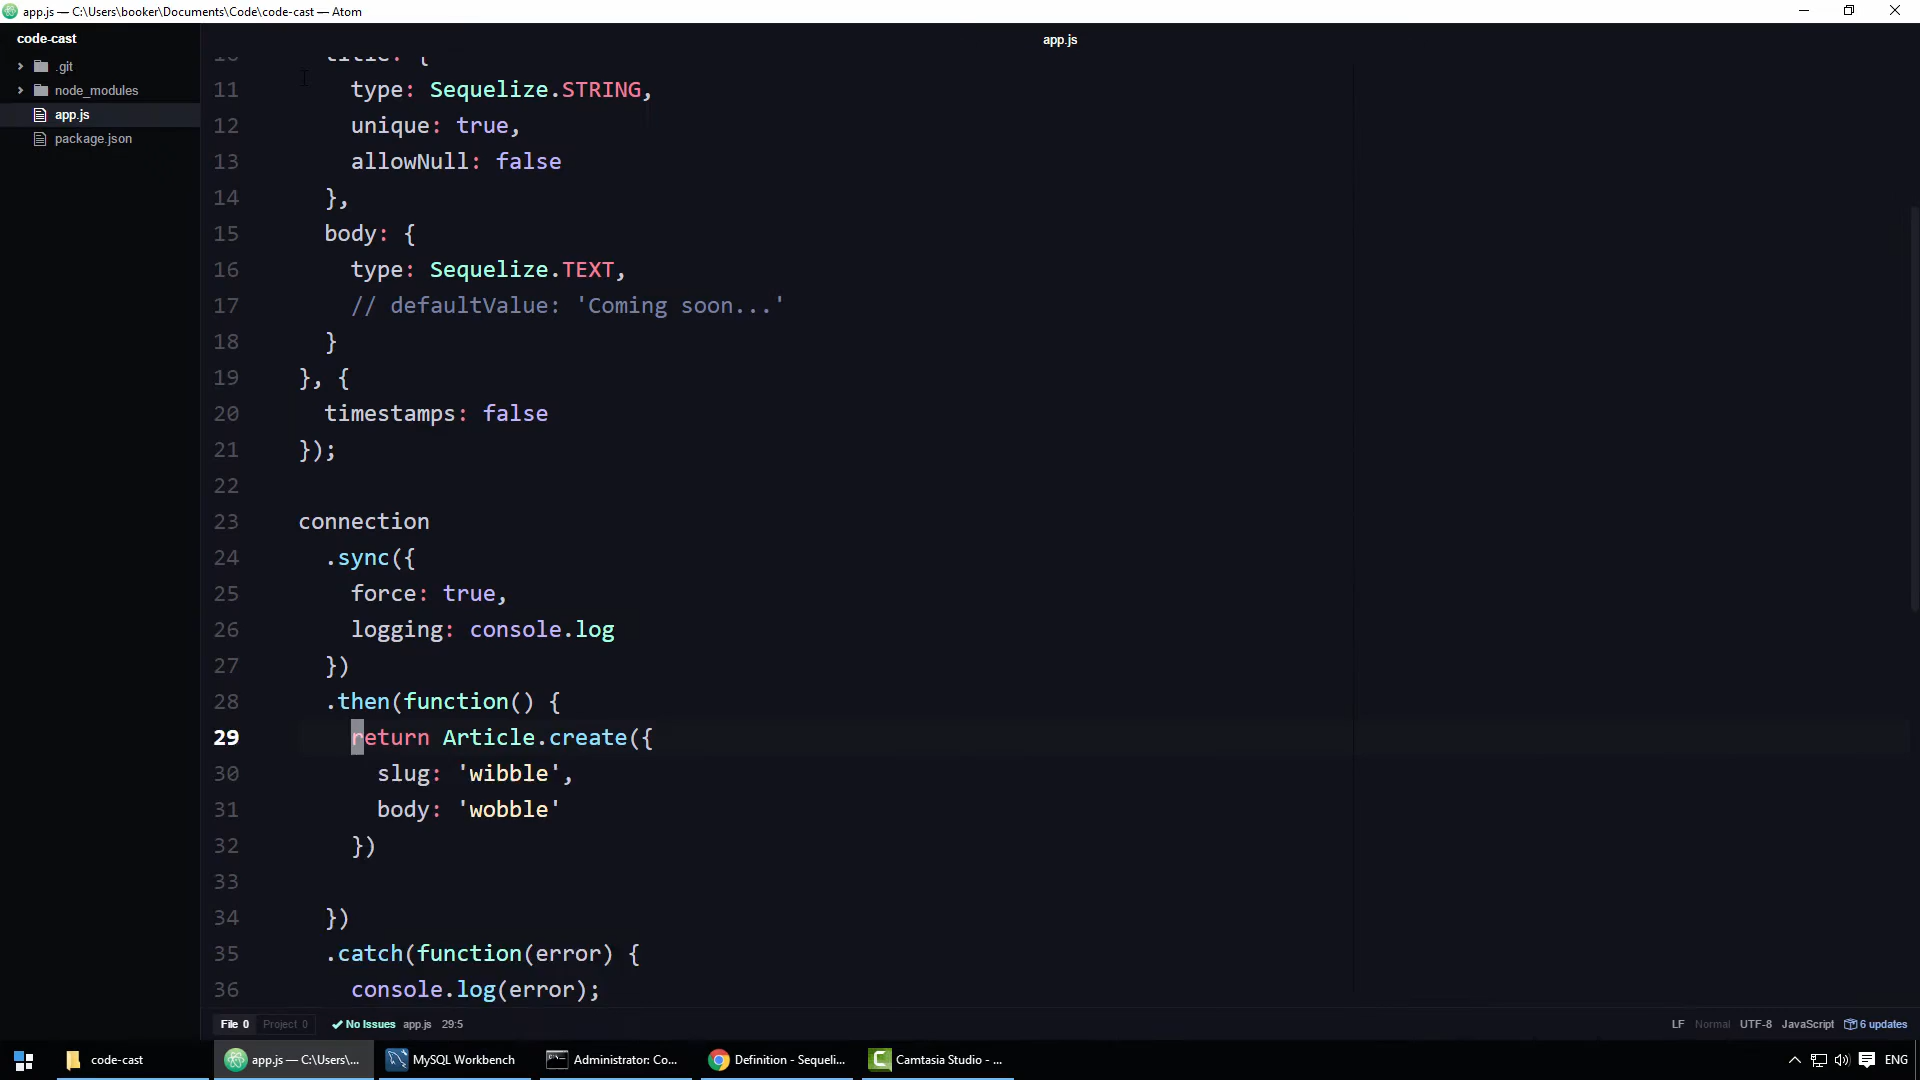 app.js — C:\Users\booker\Documents\Code\code-cast — Atom
code-cast
app.js
.git
node_modules
app.js
package.json
10 title: {
11 type: Sequelize.STRING,
12 unique: true,
13 allowNull: false
14 },
15 body: {
16 type: Sequelize.TEXT,
17 // defaultValue: 'Coming soon...'
18 }
19 }, {
20 timestamps: false
21 });
22
23 connection
24 .sync({
25 force: true,
26 logging: console.log
27 })
28 .then(function() {
29 return Article.create({
30 slug: 'wibble',
31 body: 'wobble'
32 })
33
34 })
35 .catch(function(error) {
36 console.log(error);
File 0 Project 0 No Issues app.js 29:5 LF Normal UTF-8 JavaScript 6 updates
code-cast app.js — C:\Users\... MySQL Workbench Administrator: Co... Definition - Sequeli... Camtasia Studio - ... ENG